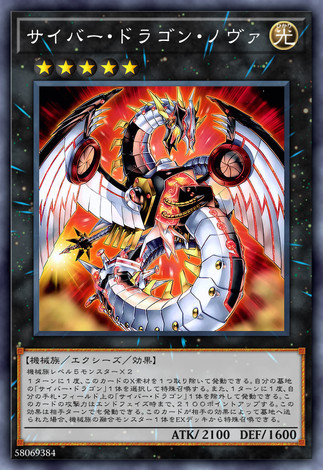 サイバー・ドラゴン・ノヴァ
光
【機械族/エクシーズ/効果】
機械族レベル5モンスター×2
1ターンに1度、このカードのX素材を1つ取り除いて発動できる。自分の墓地
の「サイバー・ドラゴン」1体を選択して特殊召喚する。また、1ターンに1度、自
分の手札・フィールド上の「サイバー・ドラゴン」1体を除外して発動できる。こ
のカードの攻撃力はエンドフェイズ時まで、2100ポイントアップする。この
効果は相手ターンでも発動できる。このカードが相手の効果によって墓地へ送
られた場合、機械族の融合モンスター1体をEXデッキから特殊召喚できる。
ATK/ 2100 DEF/1600
58069384